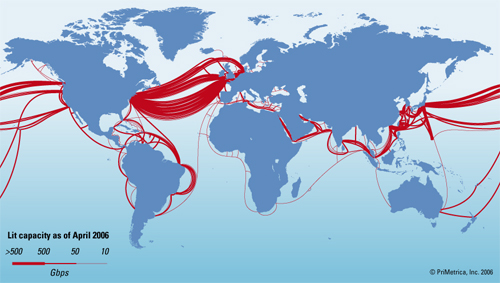 Lit capacity as of April 2006
>500 500 50 10
Gbps
© PriMetrica, Inc. 2006